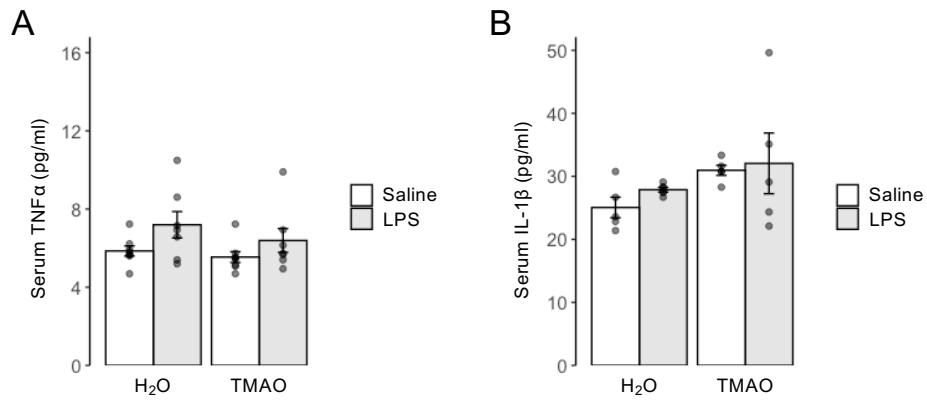 A
Serum TNFα (pg/ml)
16
12
8
4
0
H₂O
TMAO
Saline
LPS
B
Serum IL-1β (pg/ml)
50
40
30
20
10
0
H₂O
TMAO
Saline
LPS